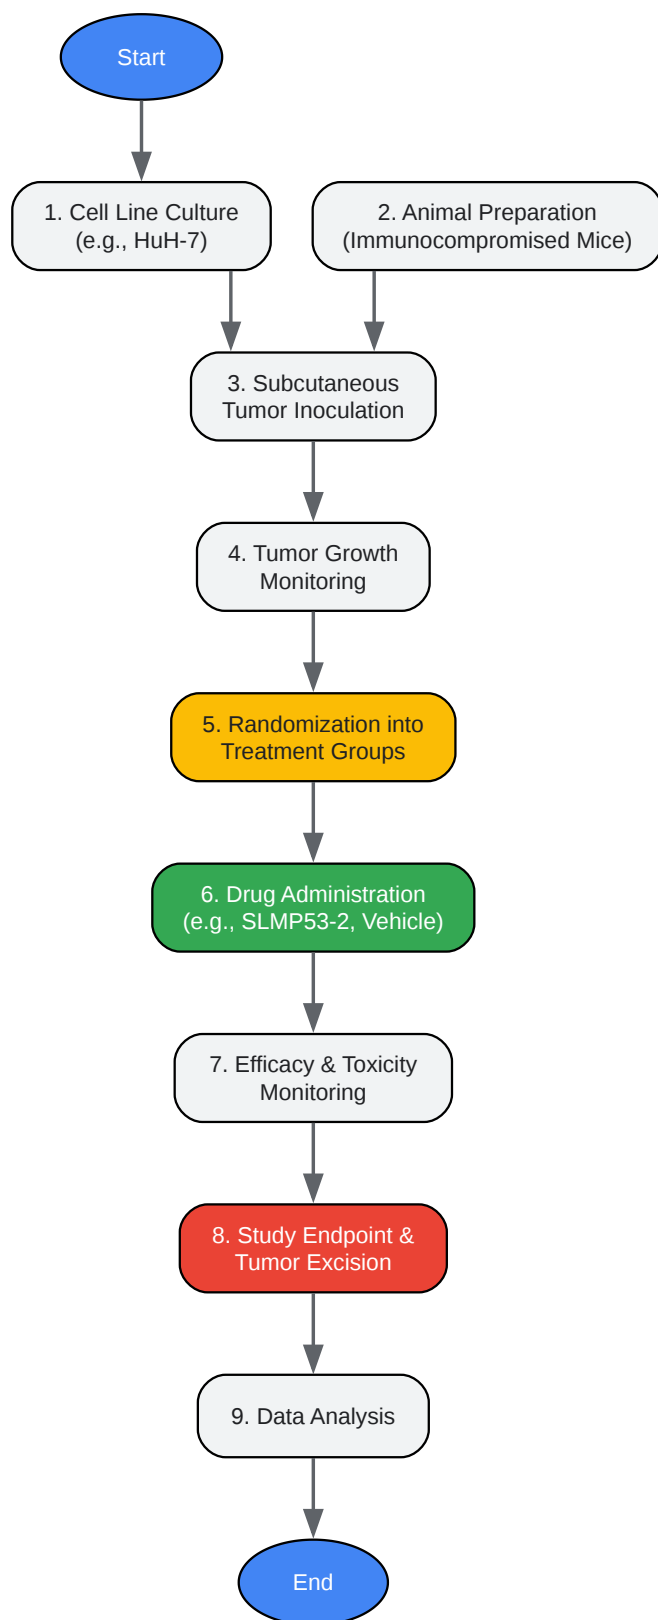 Start
1. Cell Line Culture
(e.g., HuH-7)
2. Animal Preparation
(Immunocompromised Mice)
3. Subcutaneous
Tumor Inoculation
4. Tumor Growth
Monitoring
5. Randomization into
Treatment Groups
6. Drug Administration
(e.g., SLMP53-2, Vehicle)
7. Efficacy & Toxicity
Monitoring
8. Study Endpoint &
Tumor Excision
9. Data Analysis
End